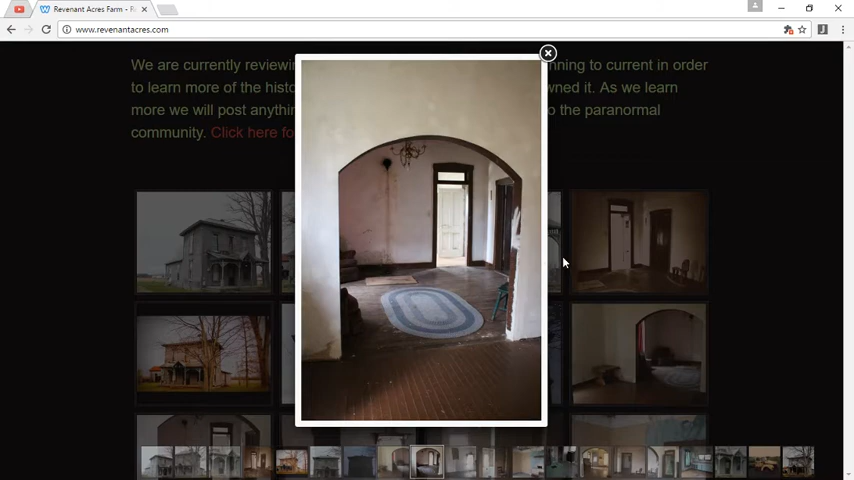 Revenant Acres Farm - R
www.revenantacres.com
We are currently reviewin
nning to current in order
to learn more of the histo
wned it. As we learn
more we will post anythin
o the paranormal
community. Click here fo